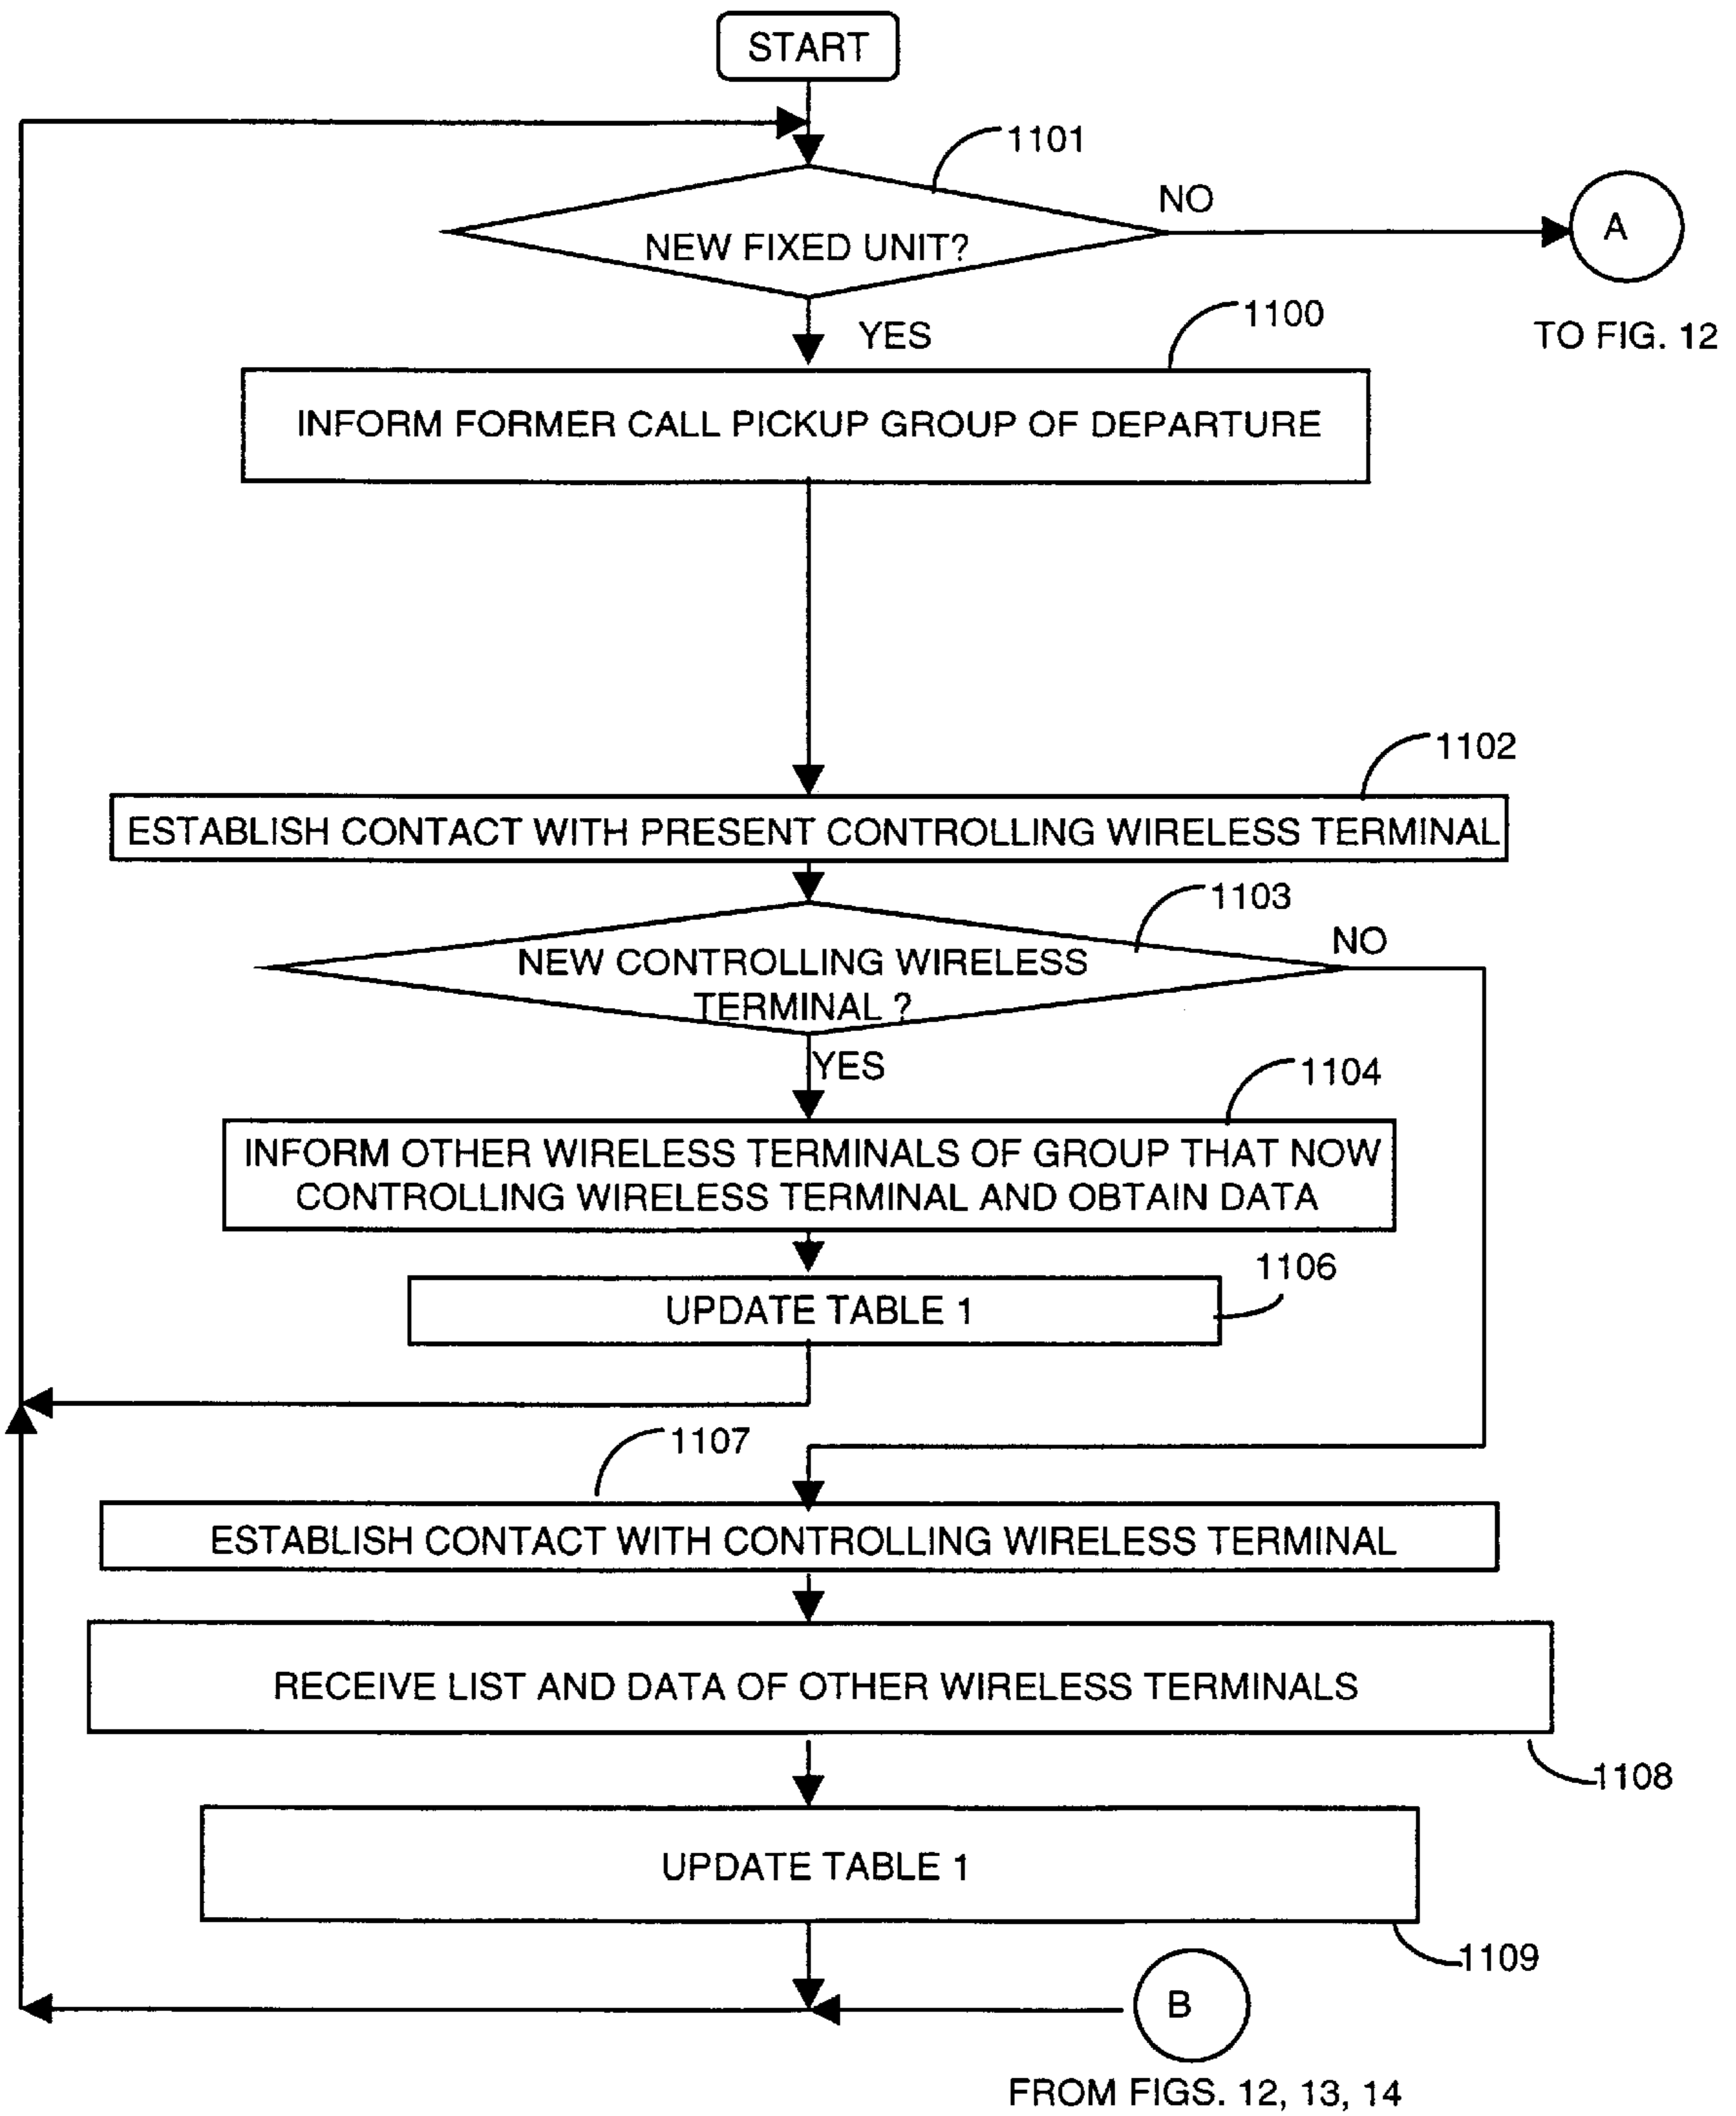 START
1101
NO
NEW FIXED UNIT?
A
TO FIG. 12
YES
1100
INFORM FORMER CALL PICKUP GROUP OF DEPARTURE
1102
ESTABLISH CONTACT WITH PRESENT CONTROLLING WIRELESS TERMINAL
1103
NO
NEW CONTROLLING WIRELESS
TERMINAL ?
YES
1104
INFORM OTHER WIRELESS TERMINALS OF GROUP THAT NOW
CONTROLLING WIRELESS TERMINAL AND OBTAIN DATA
1106
UPDATE TABLE 1
1107
ESTABLISH CONTACT WITH CONTROLLING WIRELESS TERMINAL
RECEIVE LIST AND DATA OF OTHER WIRELESS TERMINALS
1108
UPDATE TABLE 1
1109
B
FROM FIGS. 12, 13, 14